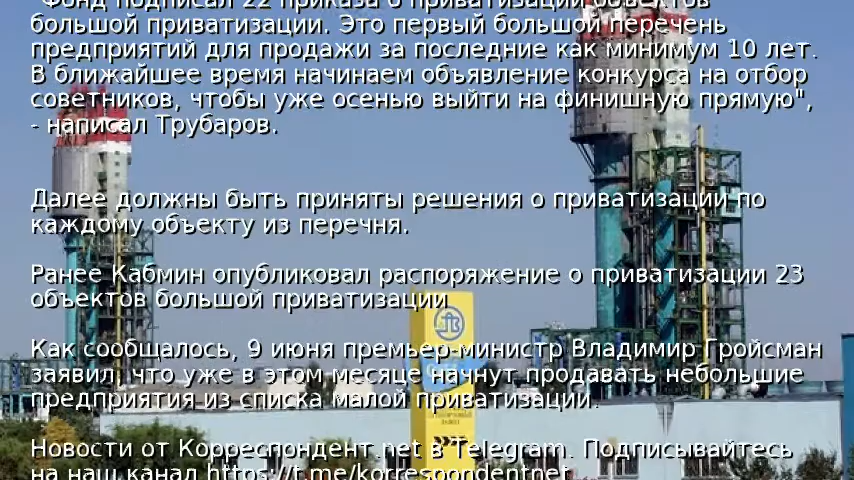 "Фонд подписал 22 приказа о приватизации объектов
большой приватизации. Это первый большой перечень
предприятий для продажи за последние как минимум 10 лет.
В ближайшее время начинаем объявление конкурса на отбор
советников, чтобы уже осенью выйти на финишную прямую",
- написал Трубаров.
Далее должны быть приняты решения о приватизации по
каждому объекту из перечня.
Ранее Кабмин опубликовал распоряжение о приватизации 23
объектов большой приватизации
Как сообщалось, 9 июня премьер-министр Владимир Гройсман
заявил, что уже в этом месяце начнут продавать небольшие
предприятия из списка малой приватизации.
Новости от Корреспондент.net в Telegram. Подписывайтесь
на наш канал https://t.me/korrespondentnet